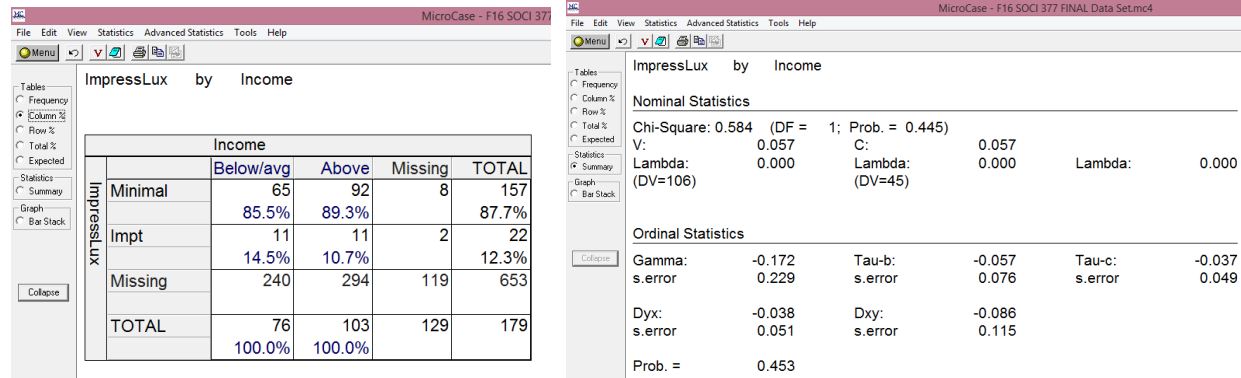 MicroCase - F16 SOCI 377
File Edit View Statistics Advanced Statistics Tools Help
Menu V
Tables
Frequency
Column %
Row %
Total %
Expected
Statistics
Summary
Graph
Bar Stack
Collapse
ImpressLux by Income
Income
Below/avg Above Missing TOTAL
ImpressLux
Minimal 65 92 8 157
85.5% 89.3% 87.7%
Impt 11 11 2 22
14.5% 10.7% 12.3%
Missing 240 294 119 653
TOTAL 76 103 129 179
100.0% 100.0%
MicroCase - F16 SOCI 377 FINAL Data Set.mc4
File Edit View Statistics Advanced Statistics Tools Help
Menu V
Tables
Frequency
Column %
Row %
Total %
Expected
Statistics
Summary
Graph
Bar Stack
Collapse
ImpressLux by Income
Nominal Statistics
Chi-Square: 0.584 (DF = 1; Prob. = 0.445)
V: 0.057 C: 0.057
Lambda: 0.000 Lambda: 0.000 Lambda: 0.000
(DV=106) (DV=45)
Ordinal Statistics
Gamma: -0.172 Tau-b: -0.057 Tau-c: -0.037
s.error 0.229 s.error 0.076 s.error 0.049
Dyx: -0.038 Dxy: -0.086
s.error 0.051 s.error 0.115
Prob. = 0.453